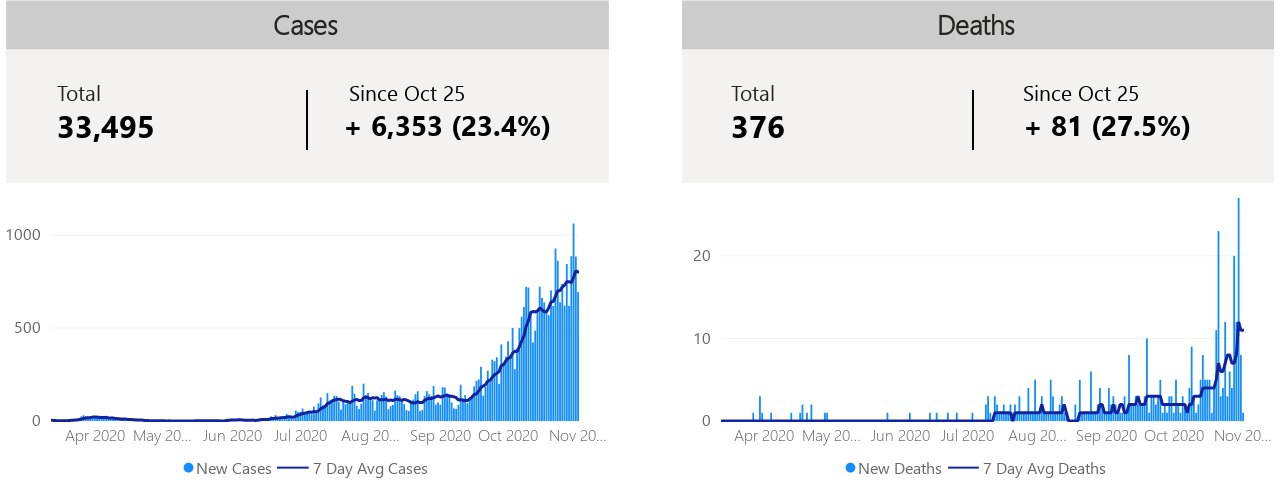 Cases
Total
33,495
Since Oct 25
+ 6,353 (23.4%)
1000
500
0
Apr 2020 May 20... Jun 2020 Jul 2020 Aug 20... Sep 2020 Oct 2020 Nov 20...
New Cases 7 Day Avg Cases
Deaths
Total
376
Since Oct 25
+ 81 (27.5%)
20
10
0
Apr 2020 May 20... Jun 2020 Jul 2020 Aug 20... Sep 2020 Oct 2020 Nov 20...
New Deaths 7 Day Avg Deaths